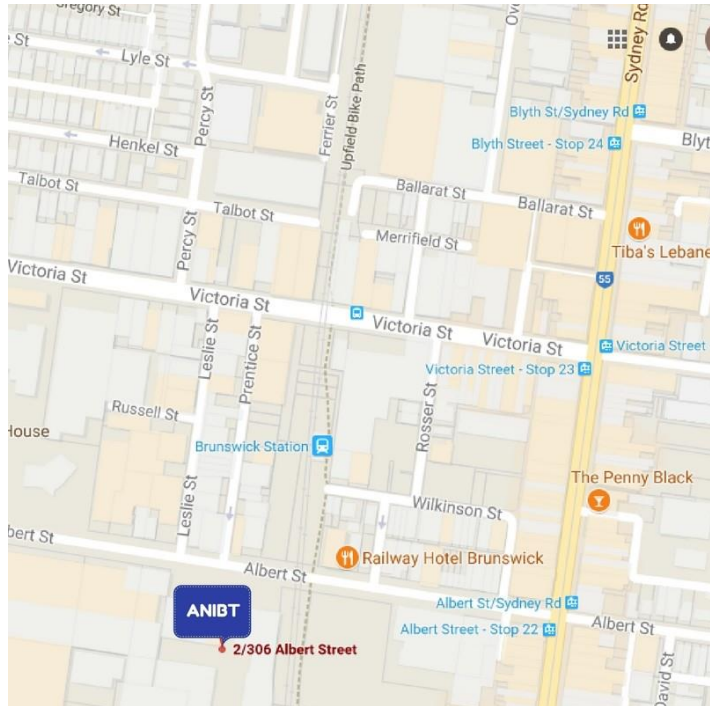 Gregory St
e St
Lyle St
Percy St
Ferrier St
Upfield Bike Path
Sydney Rd
Blyth St/Sydney Rd
Blyth Street - Stop 24
Blyt
Henkel St
Talbot St
Talbot St
Ballarat St
Ballarat St
Merrifield St
Percy St
Tiba's Lebane
55
Victoria St
Victoria St
Victoria St
Victoria St
Victoria Street
Victoria Street - Stop 23
Leslie St
Prentice St
Rosser St
Russell St
House
Brunswick Station
The Penny Black
Leslie St
Wilkinson St
bert St
Albert St
Railway Hotel Brunswick
Albert St/Sydney Rd
Albert Street - Stop 22
Albert St
ANIBT
2/306 Albert Street
David St